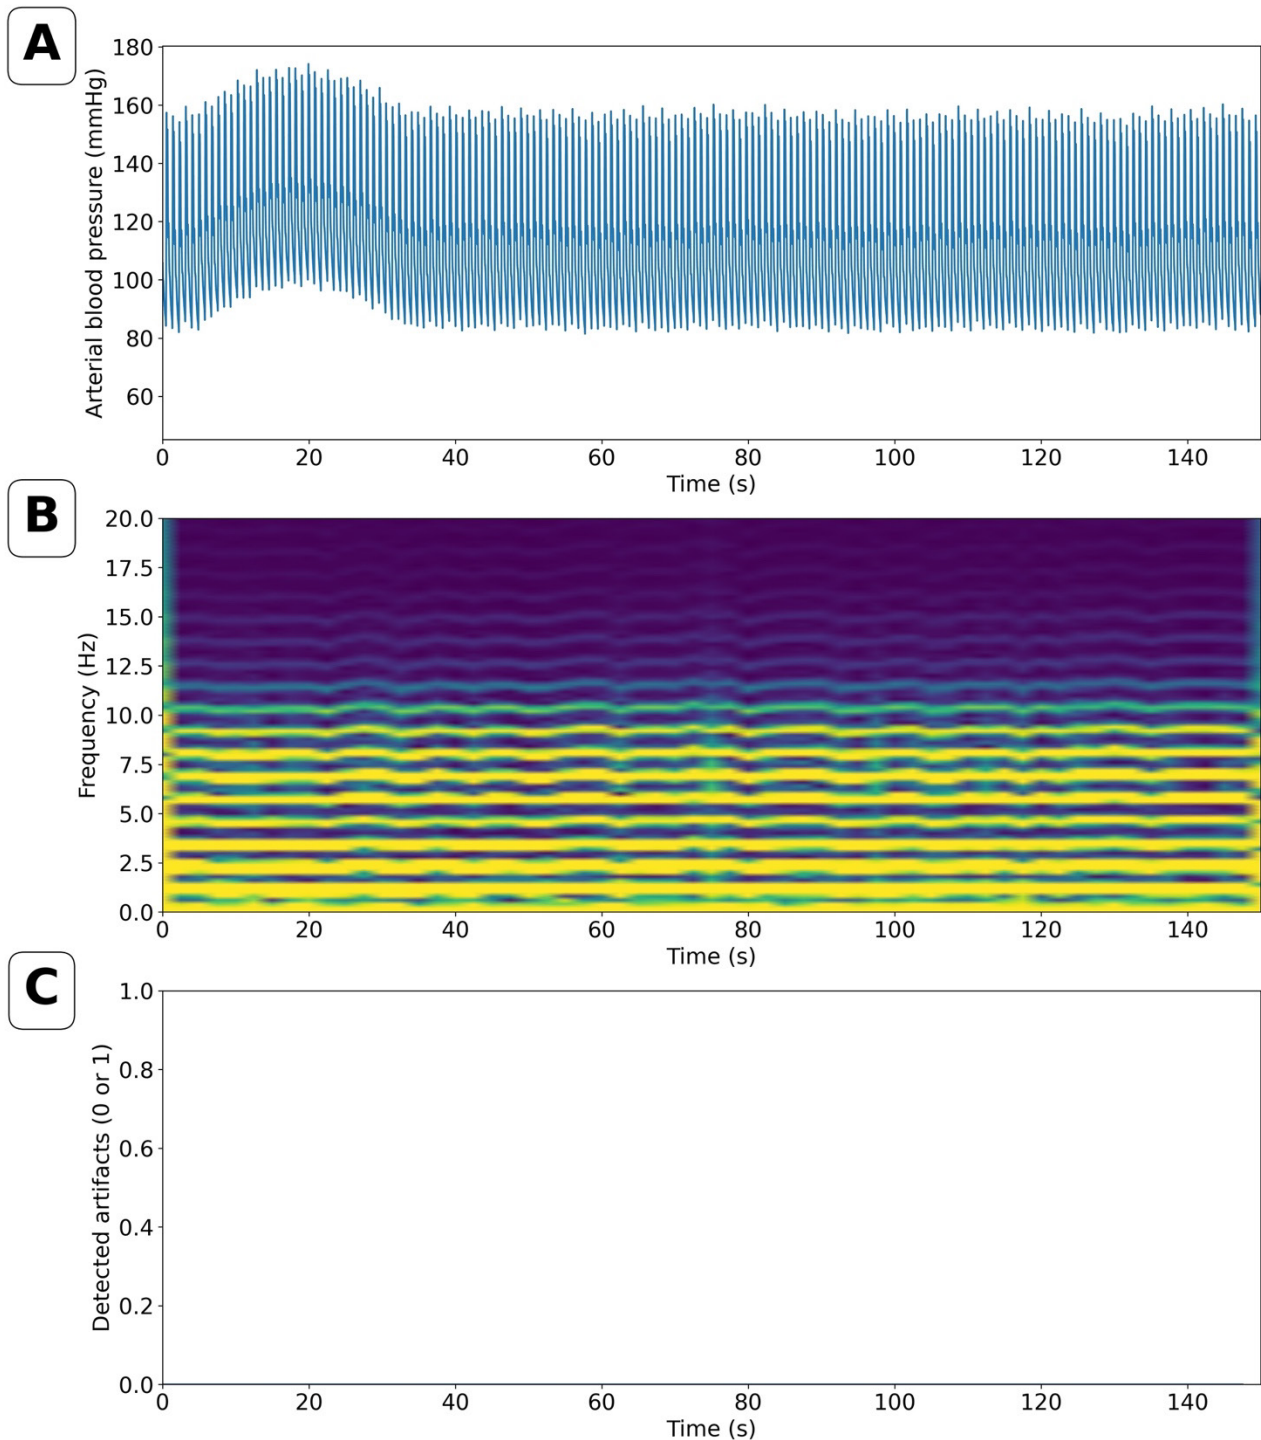 A
Arterial blood pressure (mmHg)
180
160
140
120
100
80
60
0 20 40 60 80 100 120 140
Time (s)
B
Frequency (Hz)
20.0
17.5
15.0
12.5
10.0
7.5
5.0
2.5
0.0
0 20 40 60 80 100 120 140
Time (s)
C
Detected artifacts (0 or 1)
1.0
0.8
0.6
0.4
0.2
0.0
0 20 40 60 80 100 120 140
Time (s)